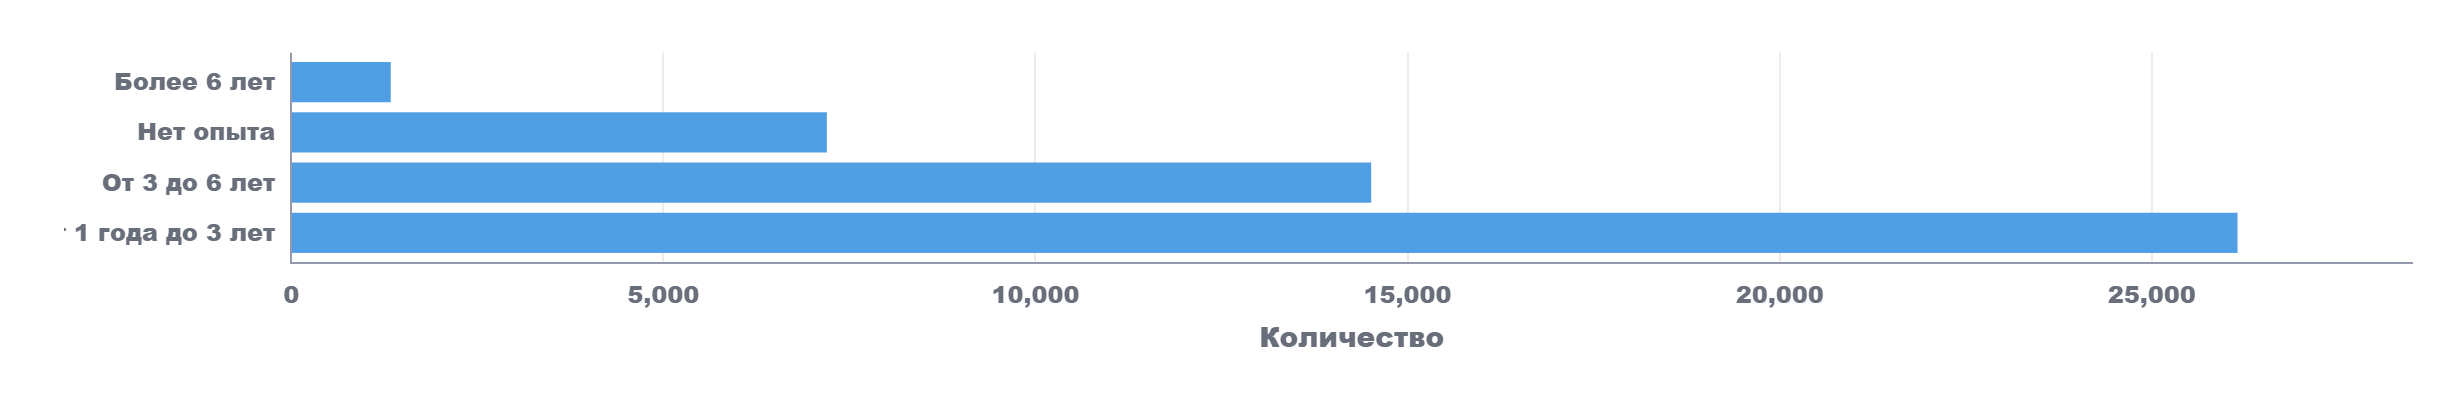 Более 6 лет
Нет опыта
От 3 до 6 лет
1 года до 3 лет
0 5,000 10,000 15,000 20,000 25,000
Количество